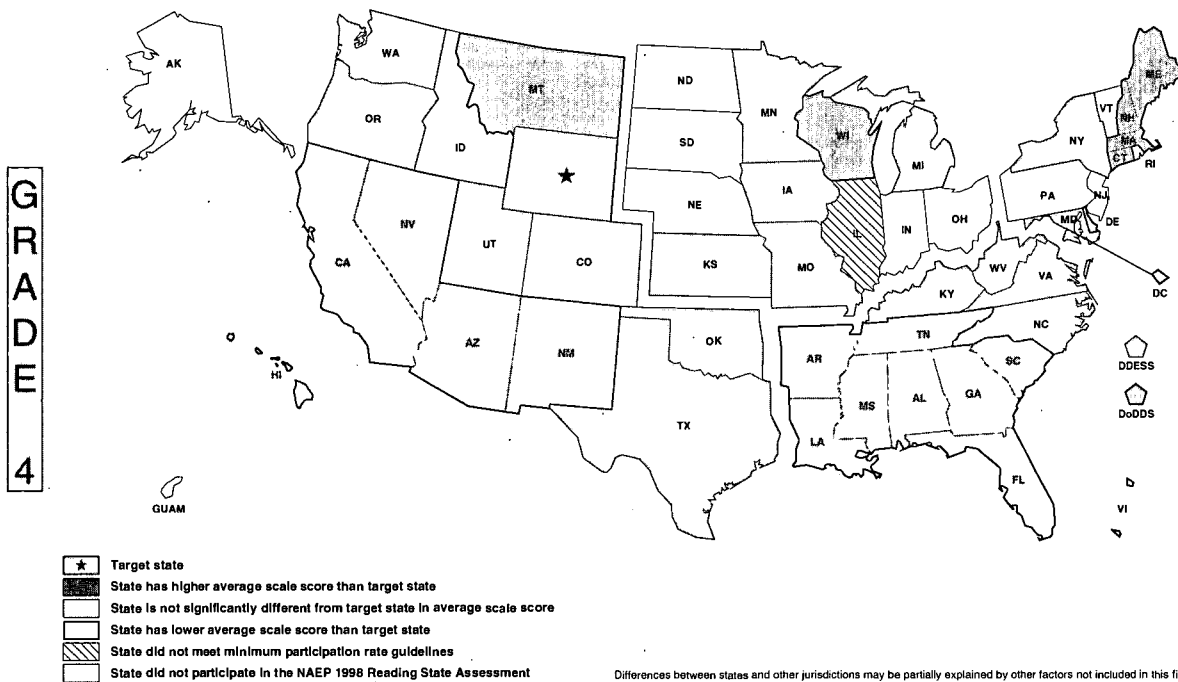 AK
WA
MT
ND
MN
ME
VT
NH
OR
ID
SD
WI
NY
MA
MI
CT
RI
IA
PA
NJ
NE
OH
MD
DE
NV
IL
IN
UT
CO
CA
KS
MO
WV
VA
KY
DC
NC
TN
AZ
NM
OK
AR
SC
DDESS
HI
MS
AL
GA
TX
LA
DoDDS
FL
GUAM
VI
GRADE 4
Target state
State has higher average scale score than target state
State is not significantly different from target state in average scale score
State has lower average scale score than target state
State did not meet minimum participation rate guidelines
State did not participate in the NAEP 1998 Reading State Assessment
Differences between states and other jurisdictions may be partially explained by other factors not included in this fi